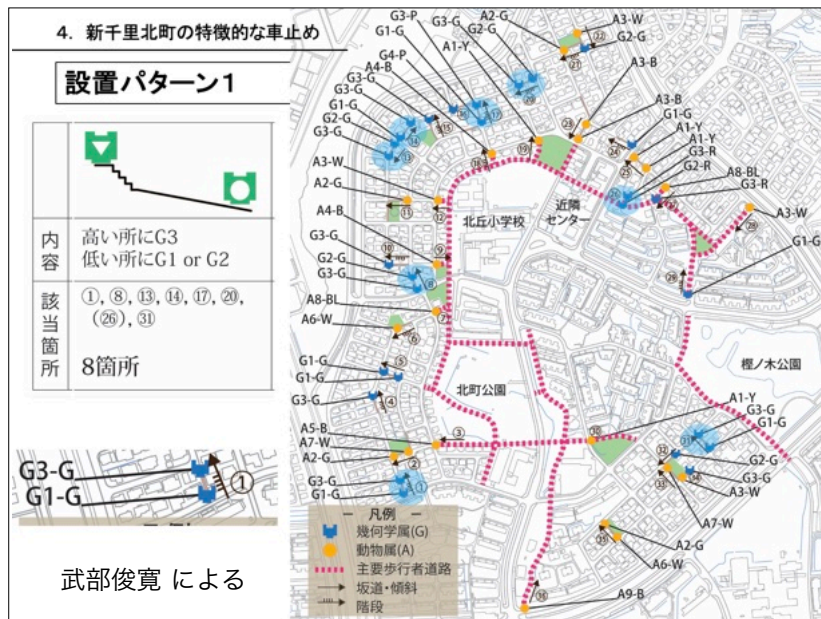 4. 新千里北町の特徴的な車止め
設置パターン1
内容
高い所にG3
低い所にG1 or G2
該当箇所
①, ⑧, ⑬, ⑭, ⑰, ⑳,
(㉖), ㉛
8箇所
G3-G
G1-G
①
武部俊寛 による
G3-P
G1-G
G4-P
A4-B
G3-G
G3-G
G1-G
G2-G
G3-G
A3-W
A2-G
A4-B
G3-G
G2-G
G3-G
A8-BL
A6-W
G1-G
G1-G
G3-G
A5-B
A7-W
A2-G
G3-G
G1-G
G3-G
G2-G
A1-Y
A2-G
A3-W
G2-G
A3-B
A3-B
G1-G
A1-Y
A1-Y
G3-R
G2-R
A8-BL
G3-R
A3-W
G1-G
A1-Y
G3-G
G1-G
G2-G
G3-G
A3-W
A7-W
A2-G
A6-W
A9-B
北丘小学校
近隣
センター
北町公園
樫ノ木公園
― 凡例 ―
幾何学属(G)
動物属(A)
主要歩行者道路
坂道・傾斜
階段